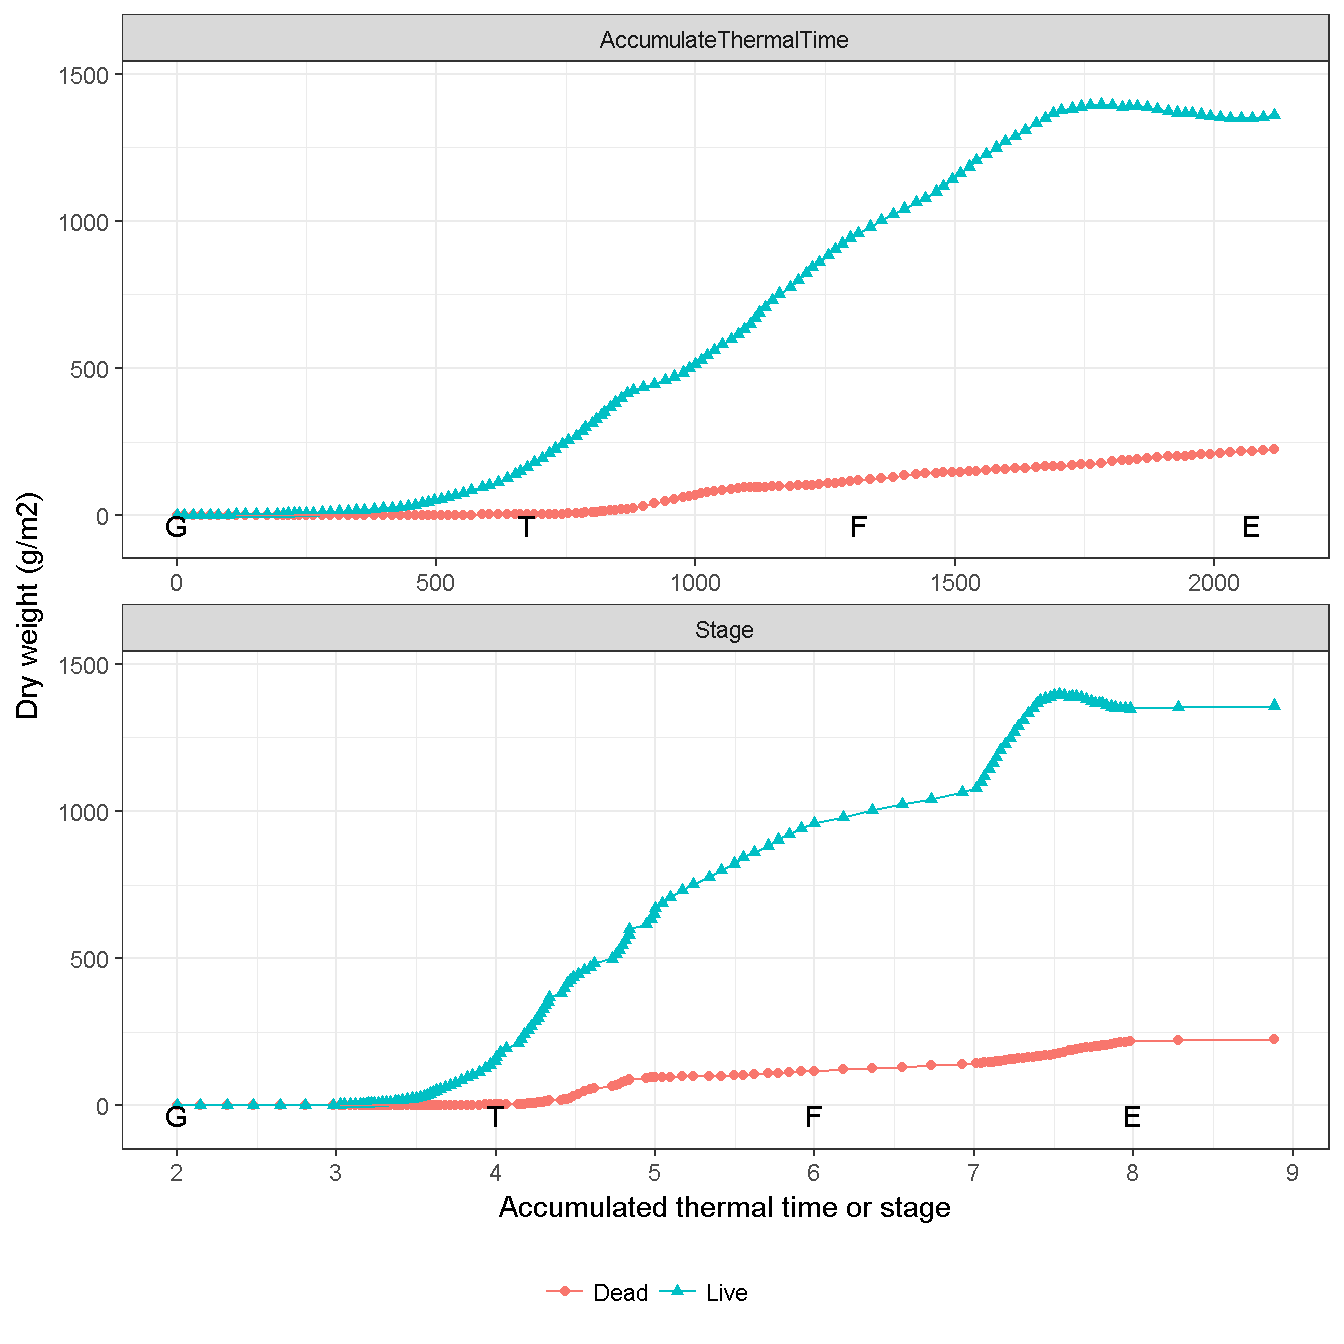 AccumulateThermalTime
1500
1000
500
0
G T F E
0 500 1000 1500 2000
Dry weight (g/m2)
Stage
1500
1000
500
0
G T F E
2 3 4 5 6 7 8 9
Accumulated thermal time or stage
Dead Live